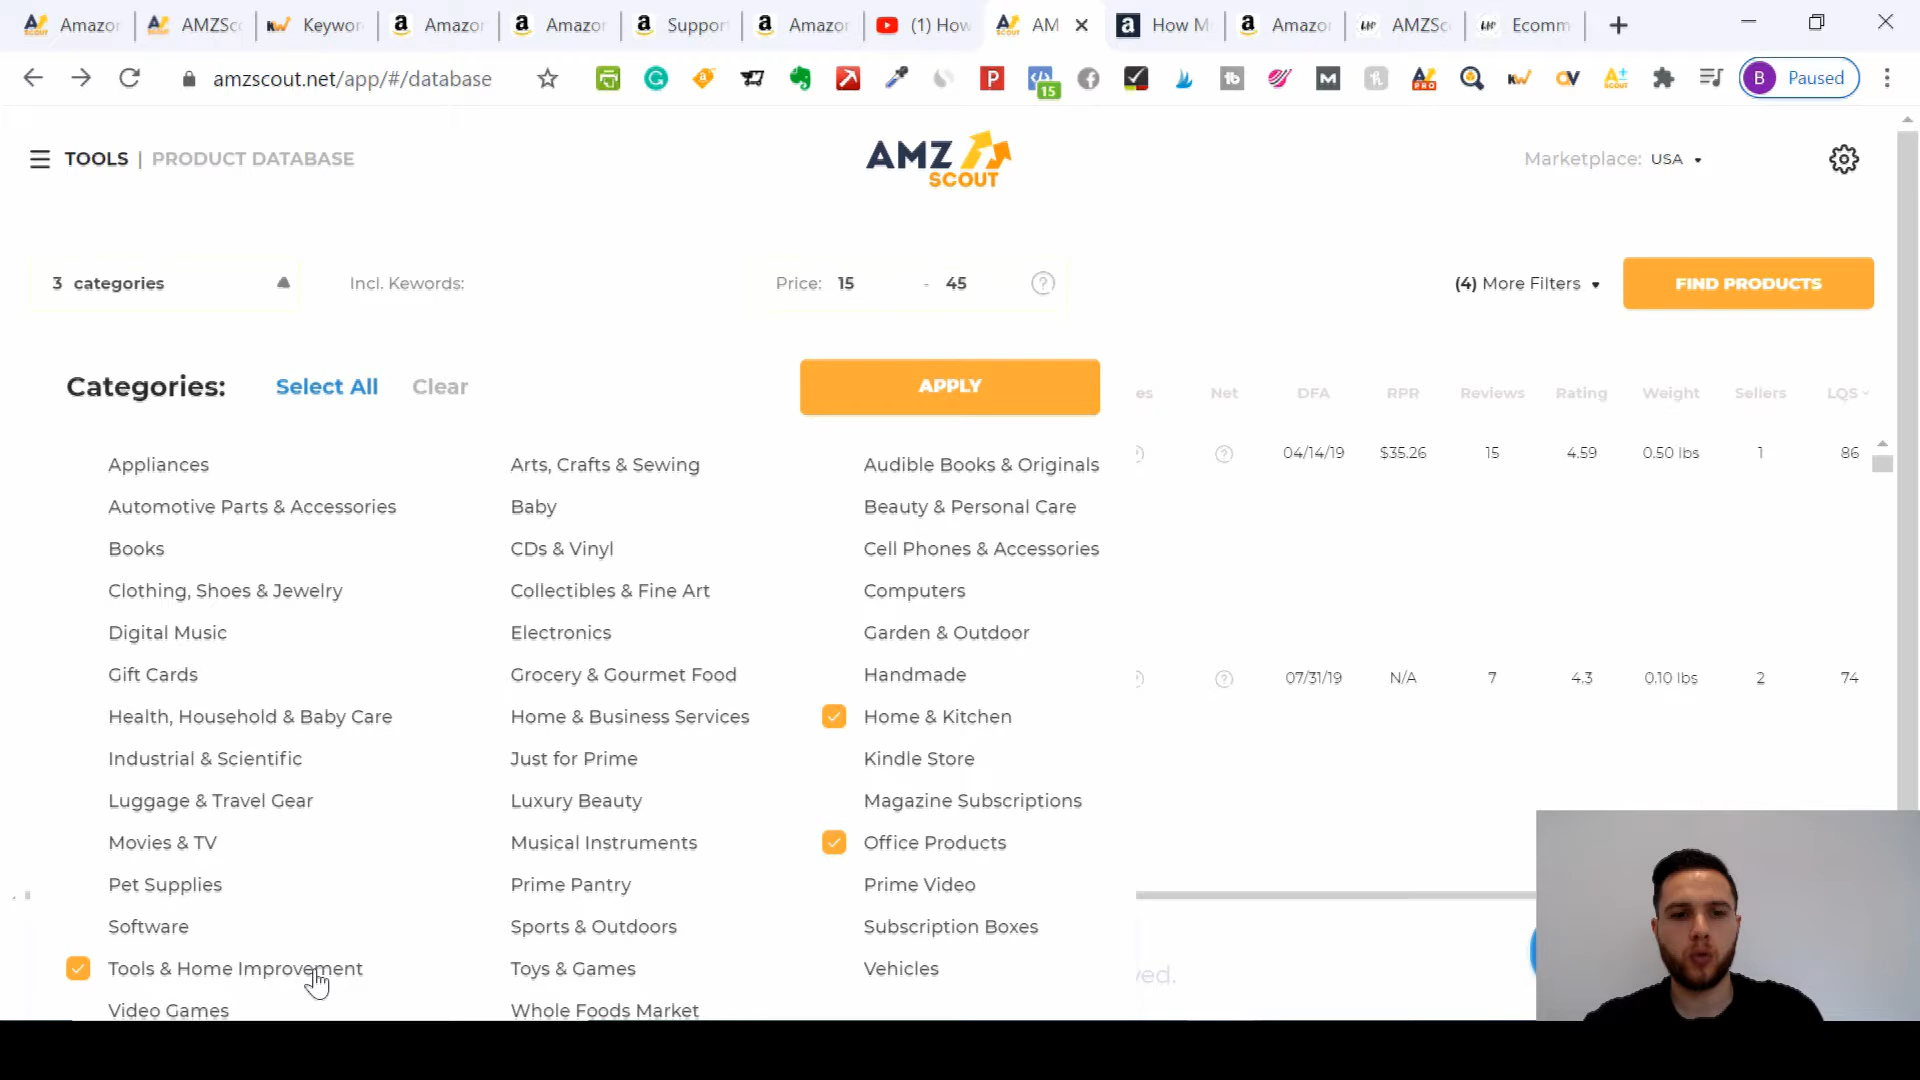 Amazor AMZSc Keywor Amazor Amazor Suppor Amazor (1) How AM How M Amazor AMZSc Ecomm
amzscout.net/app/#/database 15 Paused
TOOLS | PRODUCT DATABASE AMZ SCOUT Marketplace: USA
3 categories Incl. Kewords: Price: 15 - 45 (4) More Filters FIND PRODUCTS
Categories: Select All Clear APPLY
es Net DFA RPR Reviews Rating Weight Sellers LQS
04/14/19 $35.26 15 4.59 0.50 lbs 1 86
Appliances Arts, Crafts & Sewing Audible Books & Originals
Automotive Parts & Accessories Baby Beauty & Personal Care
Books CDs & Vinyl Cell Phones & Accessories
Clothing, Shoes & Jewelry Collectibles & Fine Art Computers
Digital Music Electronics Garden & Outdoor
Gift Cards Grocery & Gourmet Food Handmade
07/31/19 N/A 7 4.3 0.10 lbs 2 74
Health, Household & Baby Care Home & Business Services Home & Kitchen
Industrial & Scientific Just for Prime Kindle Store
Luggage & Travel Gear Luxury Beauty Magazine Subscriptions
Movies & TV Musical Instruments Office Products
Pet Supplies Prime Pantry Prime Video
Software Sports & Outdoors Subscription Boxes
Tools & Home Improvement Toys & Games Vehicles
ved.
Video Games Whole Foods Market